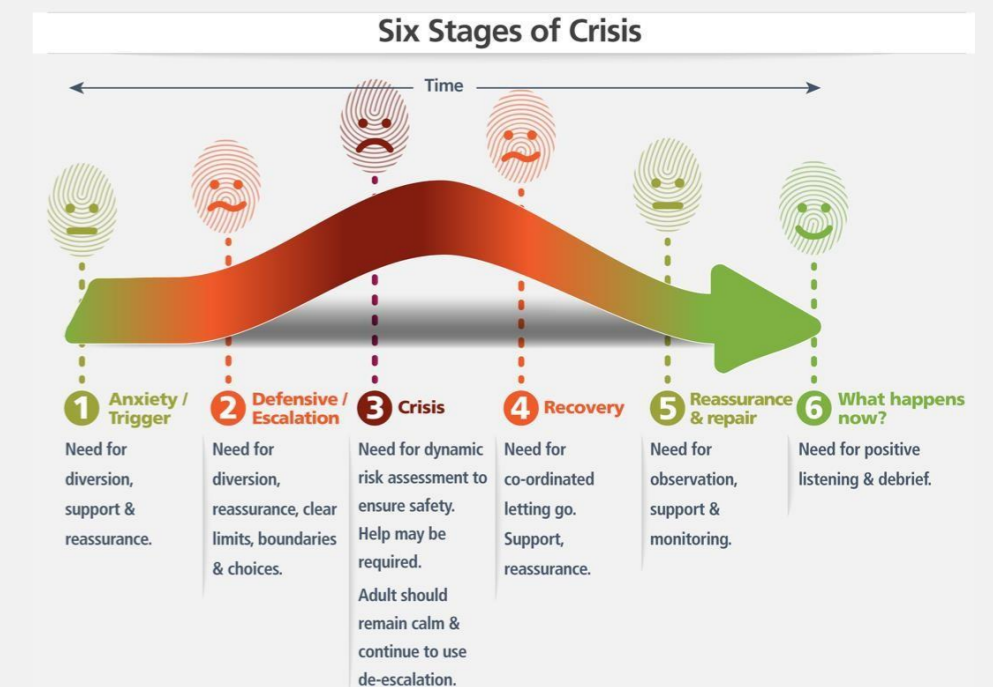 Six Stages of Crisis
Time
1 Anxiety /
Trigger
Need for
diversion,
support &
reassurance.
2 Defensive /
Escalation
Need for
diversion,
reassurance, clear
limits, boundaries
& choices.
3 Crisis
Need for dynamic
risk assessment to
ensure safety.
Help may be
required.
Adult should
remain calm &
continue to use
de-escalation.
4 Recovery
Need for
co-ordinated
letting go.
Support,
reassurance.
5 Reassurance
& repair
Need for
observation,
support &
monitoring.
6 What happens
now?
Need for positive
listening & debrief.